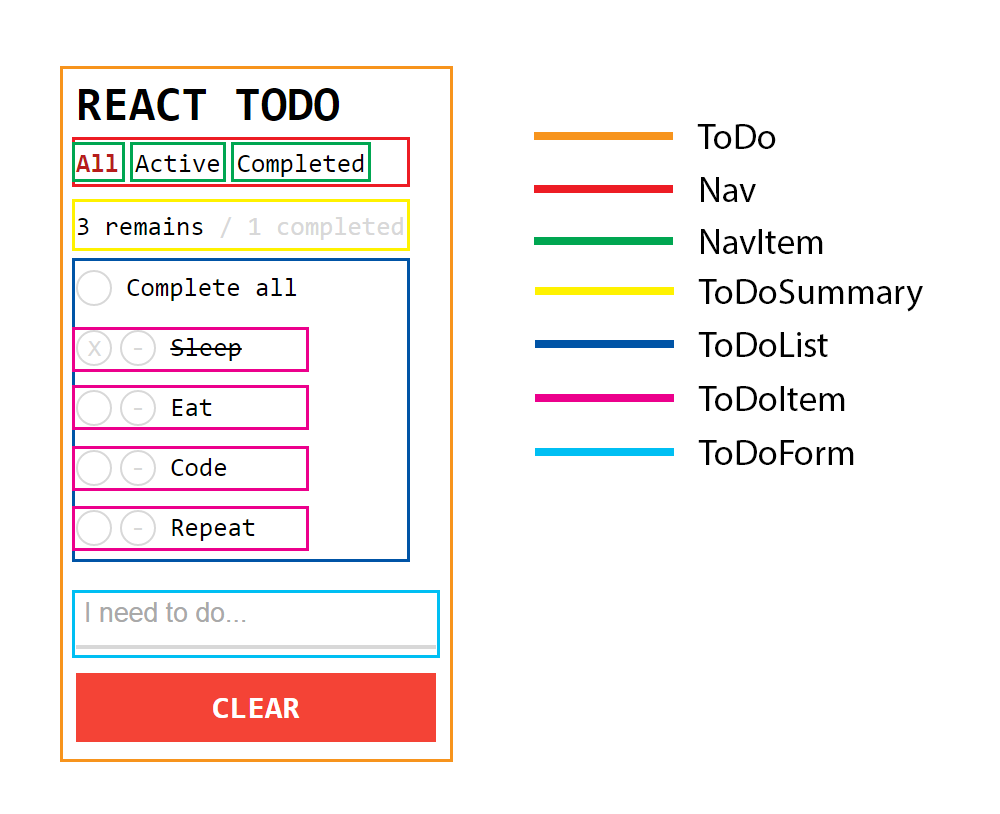 REACT TODO
All Active Completed
3 remains / 1 completed
Complete all
X - Sleep
- Eat
- Code
- Repeat
I need to do...
CLEAR
ToDo
Nav
NavItem
ToDoSummary
ToDoList
ToDoItem
ToDoForm